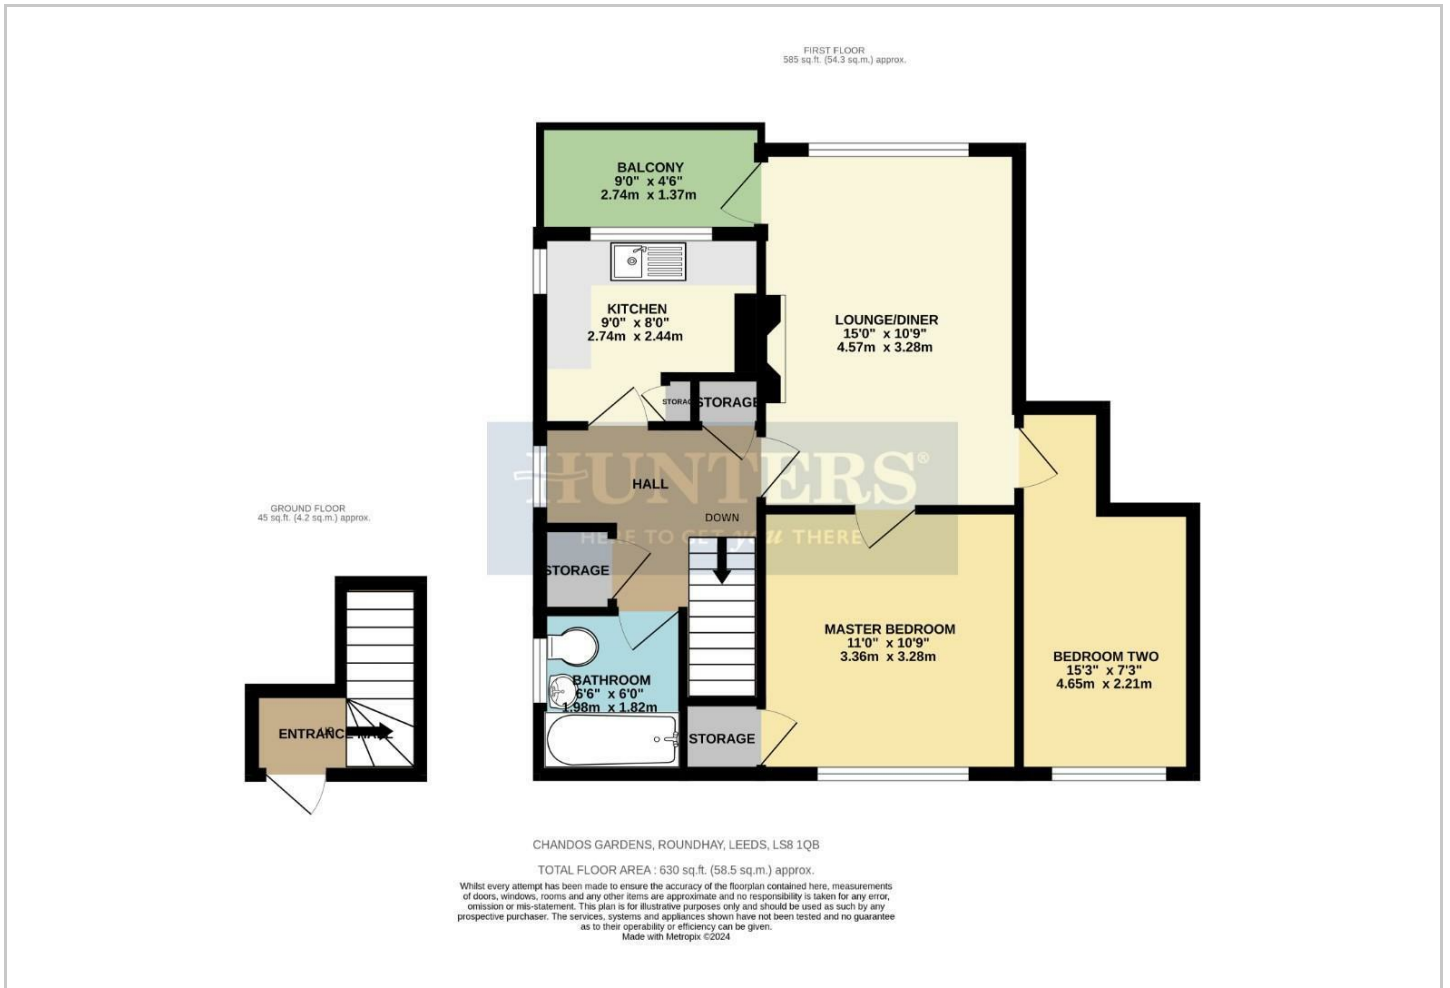 FIRST FLOOR
585 sq.ft. (54.3 sq.m.) approx.
BALCONY
9'0" x 4'6"
2.74m x 1.37m
KITCHEN
9'0" x 8'0"
2.74m x 2.44m
LOUNGE/DINER
15'0" x 10'9"
4.57m x 3.28m
STORAGE
STORAGE
HUNTERS®
HERE TO GET you THERE
HALL
DOWN
STORAGE
GROUND FLOOR
45 sq.ft. (4.2 sq.m.) approx.
MASTER BEDROOM
11'0" x 10'9"
3.36m x 3.28m
BEDROOM TWO
15'3" x 7'3"
4.65m x 2.21m
BATHROOM
6'6" x 6'0"
1.98m x 1.82m
STORAGE
ENTRANCE HALL
UP
CHANDOS GARDENS, ROUNDHAY, LEEDS, LS8 1QB
TOTAL FLOOR AREA : 630 sq.ft. (58.5 sq.m.) approx.
Whilst every attempt has been made to ensure the accuracy of the floorplan contained here, measurements
of doors, windows, rooms and any other items are approximate and no responsibility is taken for any error,
omission or mis-statement. This plan is for illustrative purposes only and should be used as such by any
prospective purchaser. The services, systems and appliances shown have not been tested and no guarantee
as to their operability or efficiency can be given.
Made with Metropix ©2024